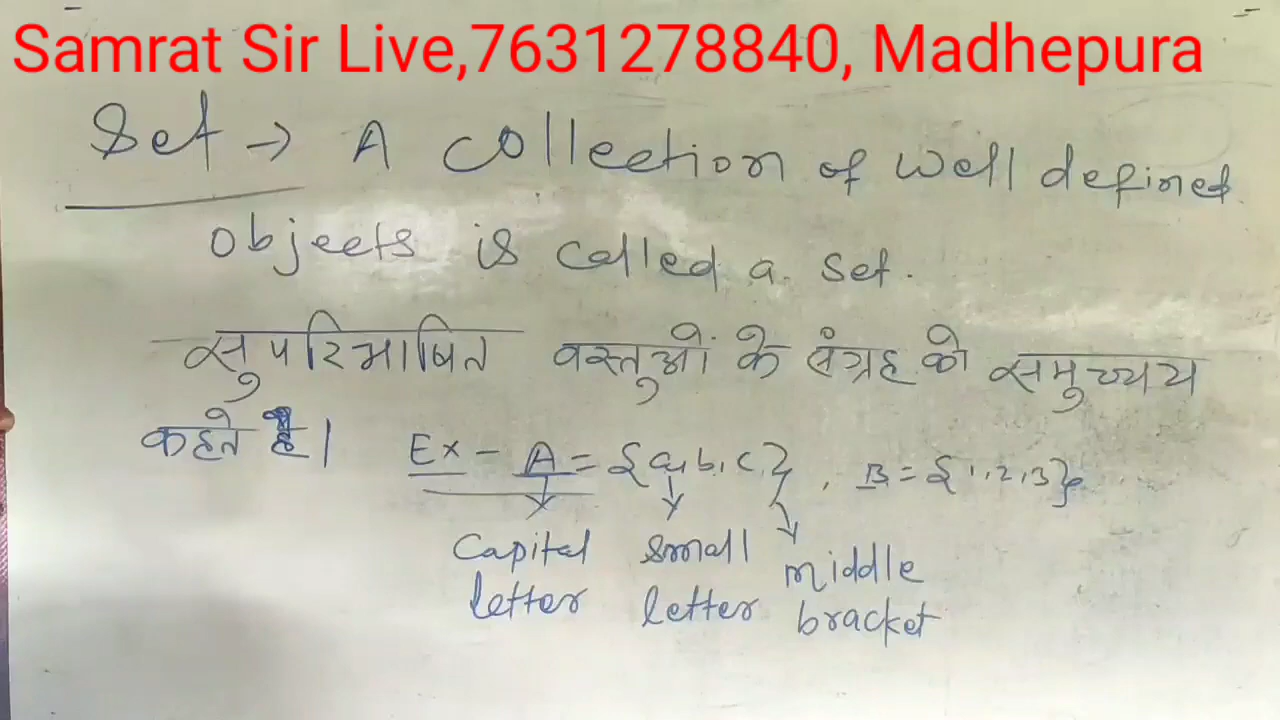 Samrat Sir Live,7631278840, Madhepura
Set → A collection of well defined
objects is called a set.
सुपरिभाषित वस्तुओं के संग्रह को समुच्यय
कहते है। Ex - A = {a, b, c,}, B = {1, 2, 3}
Capital small middle
letter letter bracket